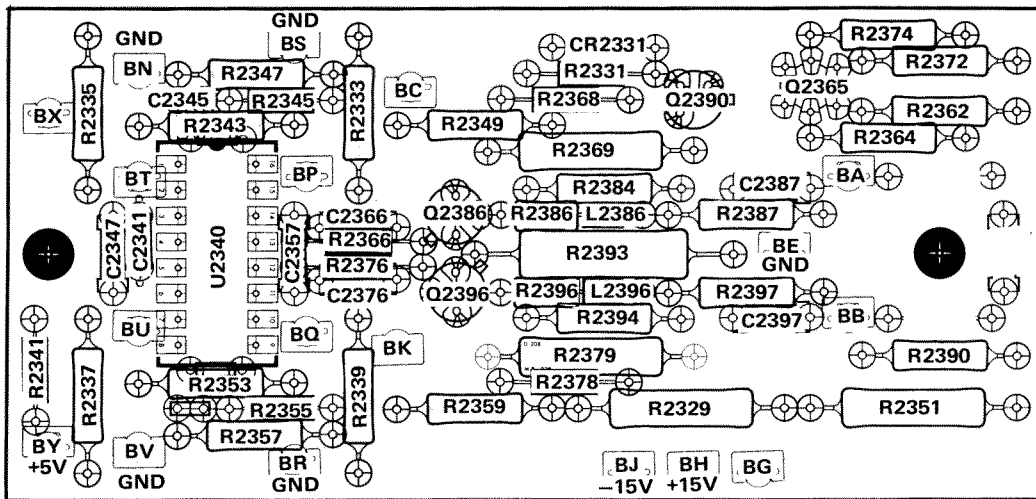 GND
GND
BS
BN
R2347
C2345
R2345
R2343
BX
R2335
R2333
BC
R2349
CR2331
R2331
R2368
Q2390
R2369
R2374
R2372
Q2365
R2362
R2364
BT
BP
R2384
C2387
BA
C2347
C2341
U2340
C2357
C2366
R2366
Q2386
R2386
L2386
R2387
R2393
BE
GND
R2376
C2376
Q2396
R2396
L2396
R2397
C2397
BB
BU
BQ
R2394
BK
R2341
R2337
R2353
R2339
R2379
R2378
R2390
R2355
R2359
R2329
R2351
R2357
BY
+5V
BV
GND
BR
GND
BJ
−15V
BH
+15V
BG